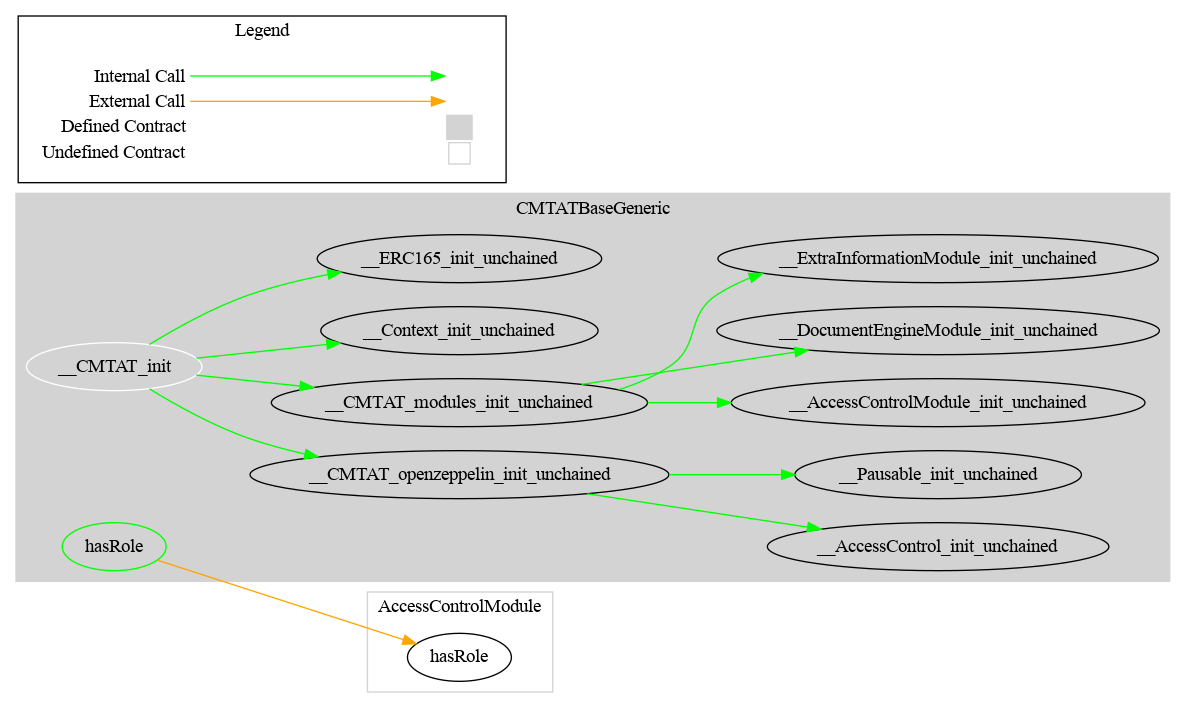 Legend
Internal Call
External Call
Defined Contract
Undefined Contract
CMTATBaseGeneric
__ERC165_init_unchained
__ExtraInformationModule_init_unchained
__Context_init_unchained
__DocumentEngineModule_init_unchained
__CMTAT_init
__CMTAT_modules_init_unchained
__AccessControlModule_init_unchained
__CMTAT_openzeppelin_init_unchained
__Pausable_init_unchained
hasRole
__AccessControl_init_unchained
AccessControlModule
hasRole